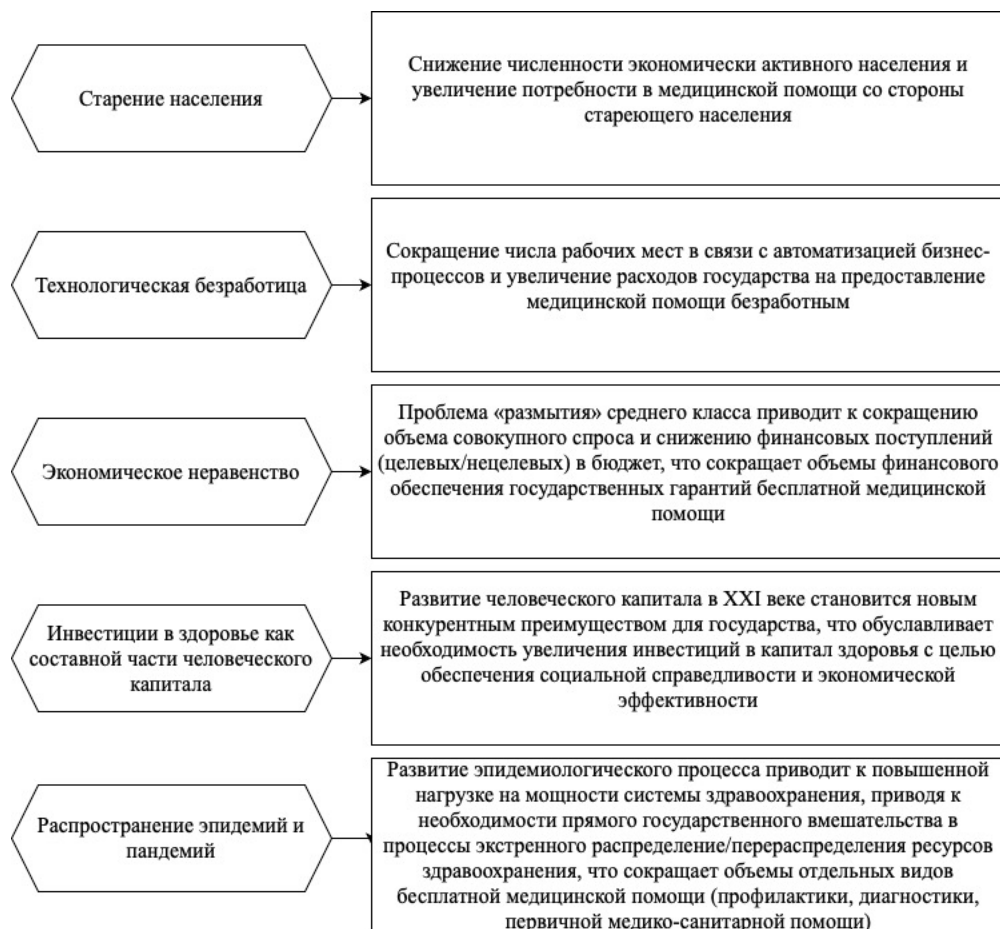 Старение населения
Снижение численности экономически активного населения и
увеличение потребности в медицинской помощи со стороны
стареющего населения
Технологическая безработица
Сокращение числа рабочих мест в связи с автоматизацией бизнес-
процессов и увеличение расходов государства на предоставление
медицинской помощи безработным
Экономическое неравенство
Проблема «размытия» среднего класса приводит к сокращению
объема совокупного спроса и снижению финансовых поступлений
(целевых/нецелевых) в бюджет, что сокращает объемы финансового
обеспечения государственных гарантий бесплатной медицинской
помощи
Инвестиции в здоровье как
составной части человеческого
капитала
Развитие человеческого капитала в XXI веке становится новым
конкурентным преимуществом для государства, что обуславливает
необходимость увеличения инвестиций в капитал здоровья с целью
обеспечения социальной справедливости и экономической
эффективности
Распространение эпидемий и
пандемий
Развитие эпидемиологического процесса приводит к повышенной
нагрузке на мощности системы здравоохранения, приводя к
необходимости прямого государственного вмешательства в
процессы экстренного распределение/перераспределения ресурсов
здравоохранения, что сокращает объемы отдельных видов
бесплатной медицинской помощи (профилактики, диагностики,
первичной медико-санитарной помощи)